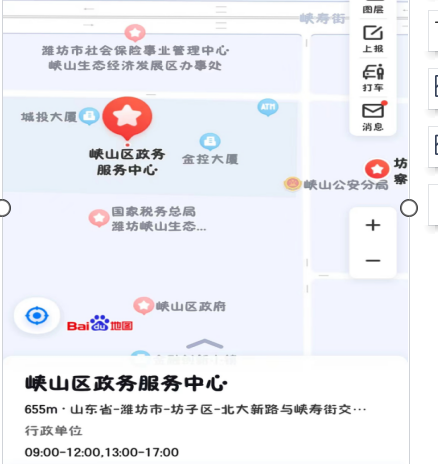 图层
峡寿街
上报
潍坊市社会保险事业管理中心
峡山生态经济发展区办事处
打车
消息
城投大厦
ATM
峡山区政务
服务中心
金控大厦
坊
察
峡山公安分局
国家税务总局
潍坊峡山生态...
+
−
峡山区政府
Bai du 地图
峡山区政务服务中心
655m · 山东省-潍坊市-坊子区-北大新路与峡寿街交···
行政单位
09:00-12:00,13:00-17:00